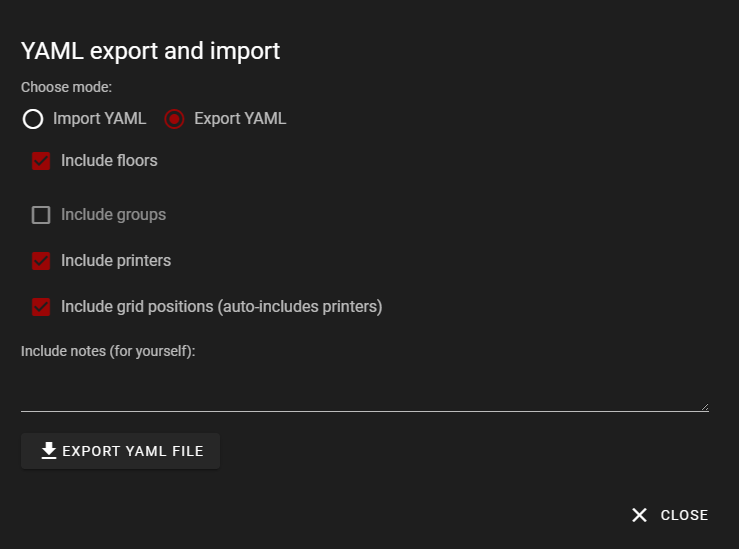 YAML export and import
Choose mode:
Import YAML Export YAML
Include floors
Include groups
Include printers
Include grid positions (auto-includes printers)
Include notes (for yourself):
EXPORT YAML FILE
CLOSE